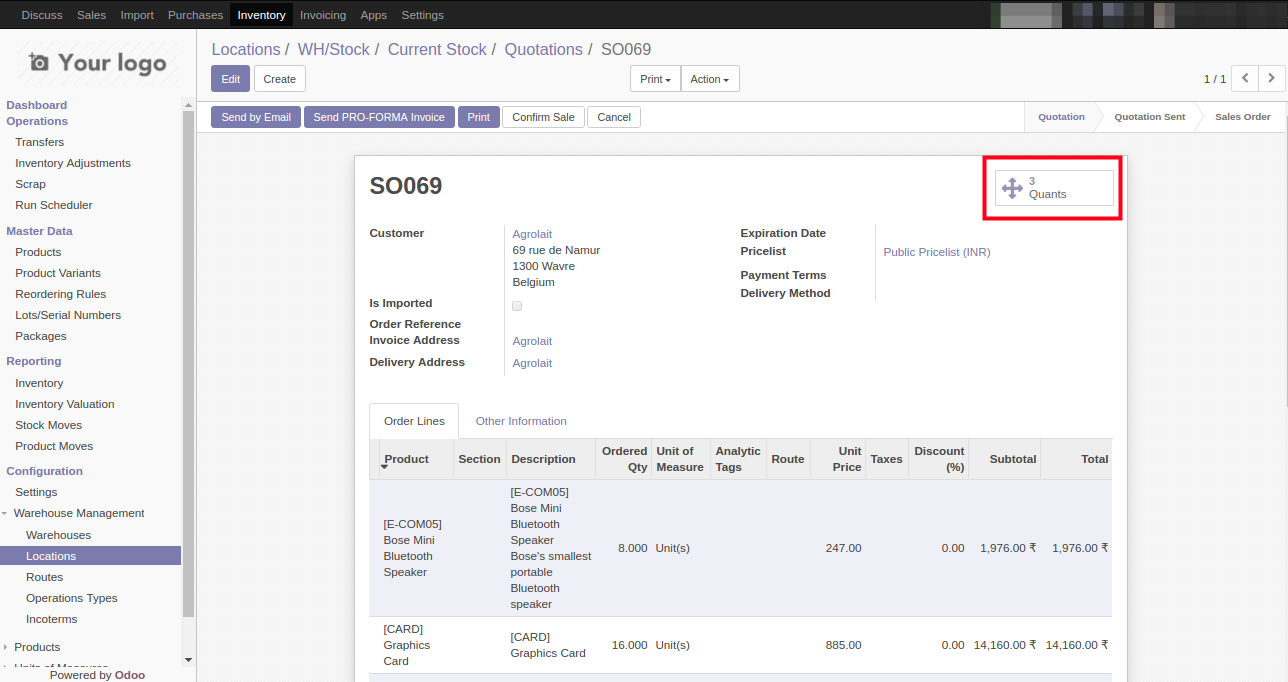 Discuss Sales Import Purchases Inventory Invoicing Apps Settings
Your logo
Dashboard
Operations
Transfers
Inventory Adjustments
Scrap
Run Scheduler
Master Data
Products
Product Variants
Reordering Rules
Lots/Serial Numbers
Packages
Reporting
Inventory
Inventory Valuation
Stock Moves
Product Moves
Configuration
Settings
Warehouse Management
Warehouses
Locations
Routes
Operations Types
Incoterms
Products
Units of Measure
Powered by Odoo
Locations / WH/Stock / Current Stock / Quotations / SO069
Edit Create Print Action 1 / 1
Send by Email Send PRO-FORMA Invoice Print Confirm Sale Cancel Quotation Quotation Sent Sales Order
3
Quants
SO069
Customer Agrolait
69 rue de Namur
1300 Wavre
Belgium
Is Imported
Order Reference
Invoice Address Agrolait
Delivery Address Agrolait
Expiration Date
Pricelist Public Pricelist (INR)
Payment Terms
Delivery Method
Order Lines Other Information
Product Section Description Ordered Qty Unit of Measure Analytic Tags Route Unit Price Taxes Discount (%) Subtotal Total
[E-COM05]
Bose Mini
Bluetooth
Speaker
[E-COM05]
Bose Mini
Bluetooth
Speaker
Bose's smallest
portable
Bluetooth
speaker
8.000 Unit(s) 247.00 0.00 1,976.00 ₹ 1,976.00 ₹
[CARD]
Graphics
Card
[CARD]
Graphics Card
16.000 Unit(s) 885.00 0.00 14,160.00 ₹ 14,160.00 ₹